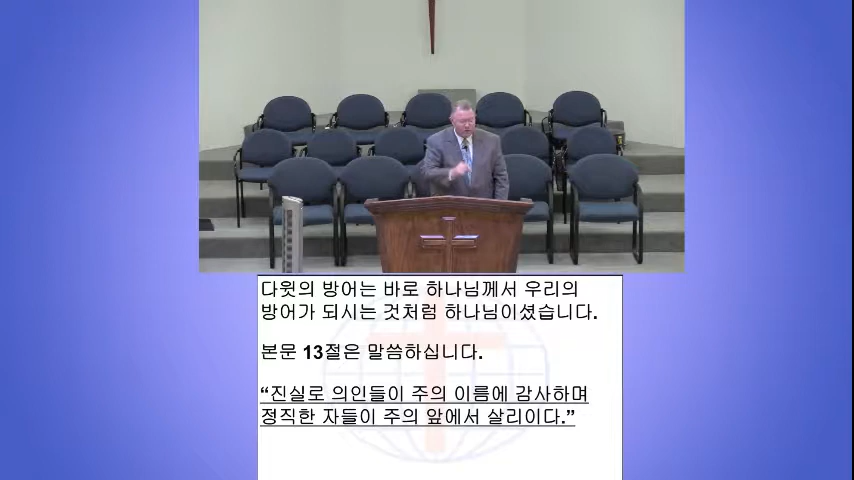 다윗의 방어는 바로 하나님께서 우리의
방어가 되시는 것처럼 하나님이셨습니다.
본문 13절은 말씀하십니다.
“진실로 의인들이 주의 이름에 감사하며
정직한 자들이 주의 앞에서 살리이다.”